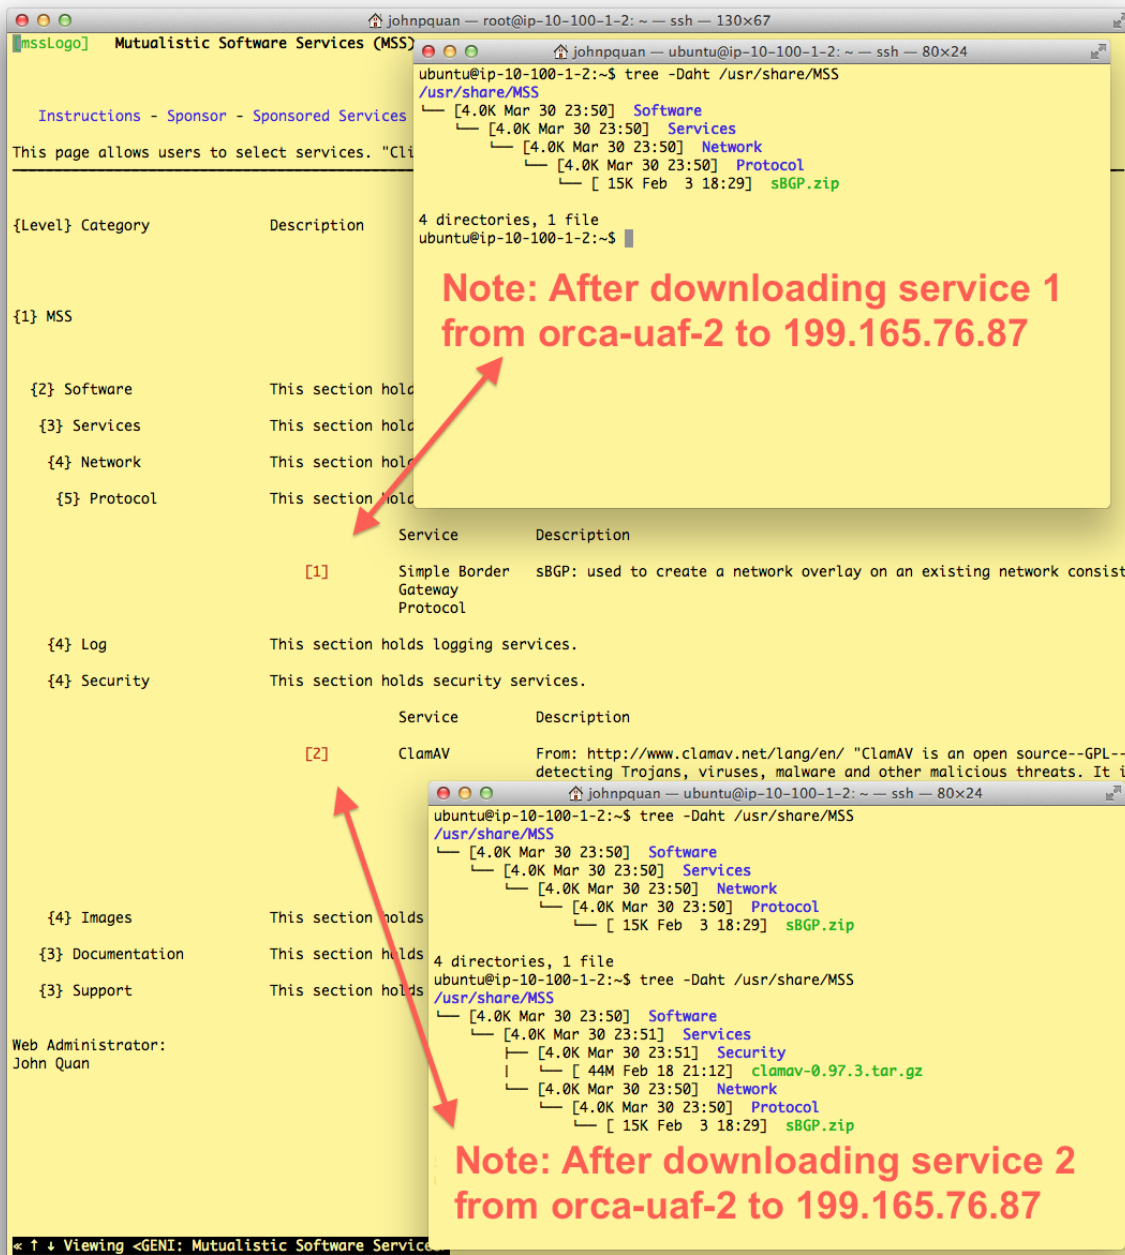 johnpquan — root@ip-10-100-1-2: ~ — ssh — 130×67
[mssLogo] Mutualistic Software Services (MSS)
Instructions - Sponsor - Sponsored Services
This page allows users to select services. "Cli
{Level} Category Description
{1} MSS
{2} Software This section hold
{3} Services This section hold
{4} Network This section hold
{5} Protocol This section hold
Service Description
[1] Simple Border sBGP: used to create a network overlay on an existing network consist
Gateway
Protocol
{4} Log This section holds logging services.
{4} Security This section holds security services.
Service Description
[2] ClamAV From: http://www.clamav.net/lang/en/ "ClamAV is an open source--GPL--
detecting Trojans, viruses, malware and other malicious threats. It i
{4} Images This section holds
{3} Documentation This section holds
{3} Support This section holds
Web Administrator:
John Quan
« ↑ ↓ Viewing <GENI: Mutualistic Software Service
johnpquan — ubuntu@ip-10-100-1-2: ~ — ssh — 80×24
ubuntu@ip-10-100-1-2:~$ tree -Daht /usr/share/MSS
/usr/share/MSS
└── [4.0K Mar 30 23:50] Software
└── [4.0K Mar 30 23:50] Services
└── [4.0K Mar 30 23:50] Network
└── [4.0K Mar 30 23:50] Protocol
└── [ 15K Feb 3 18:29] sBGP.zip
4 directories, 1 file
ubuntu@ip-10-100-1-2:~$
Note: After downloading service 1
from orca-uaf-2 to 199.165.76.87
johnpquan — ubuntu@ip-10-100-1-2: ~ — ssh — 80×24
ubuntu@ip-10-100-1-2:~$ tree -Daht /usr/share/MSS
/usr/share/MSS
└── [4.0K Mar 30 23:50] Software
└── [4.0K Mar 30 23:50] Services
└── [4.0K Mar 30 23:50] Network
└── [4.0K Mar 30 23:50] Protocol
└── [ 15K Feb 3 18:29] sBGP.zip
4 directories, 1 file
ubuntu@ip-10-100-1-2:~$ tree -Daht /usr/share/MSS
/usr/share/MSS
└── [4.0K Mar 30 23:50] Software
└── [4.0K Mar 30 23:51] Services
├── [4.0K Mar 30 23:51] Security
| └── [ 44M Feb 18 21:12] clamav-0.97.3.tar.gz
└── [4.0K Mar 30 23:50] Network
└── [4.0K Mar 30 23:50] Protocol
└── [ 15K Feb 3 18:29] sBGP.zip
Note: After downloading service 2
from orca-uaf-2 to 199.165.76.87